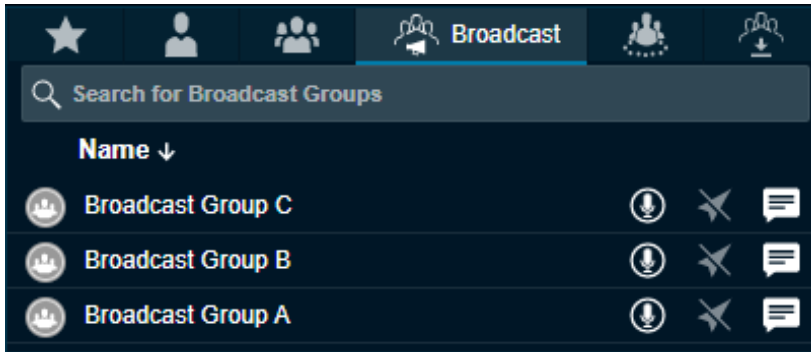 Broadcast
Search for Broadcast Groups
Name ↓
Broadcast Group C
Broadcast Group B
Broadcast Group A